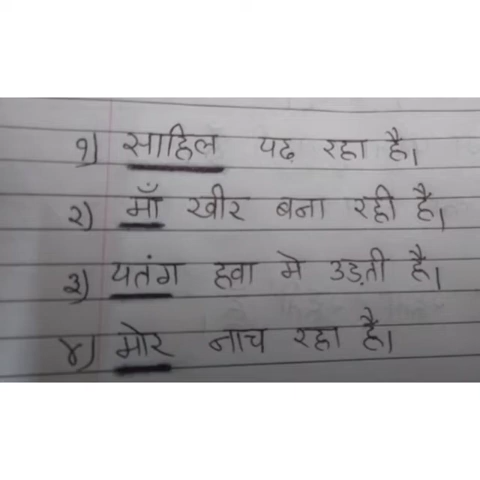 १) साहिल पढ रहा है।
२) माँ खीर बना रही है।
३) पतंग हवा मे उड़ती है।
४) मोर नाच रहा है।